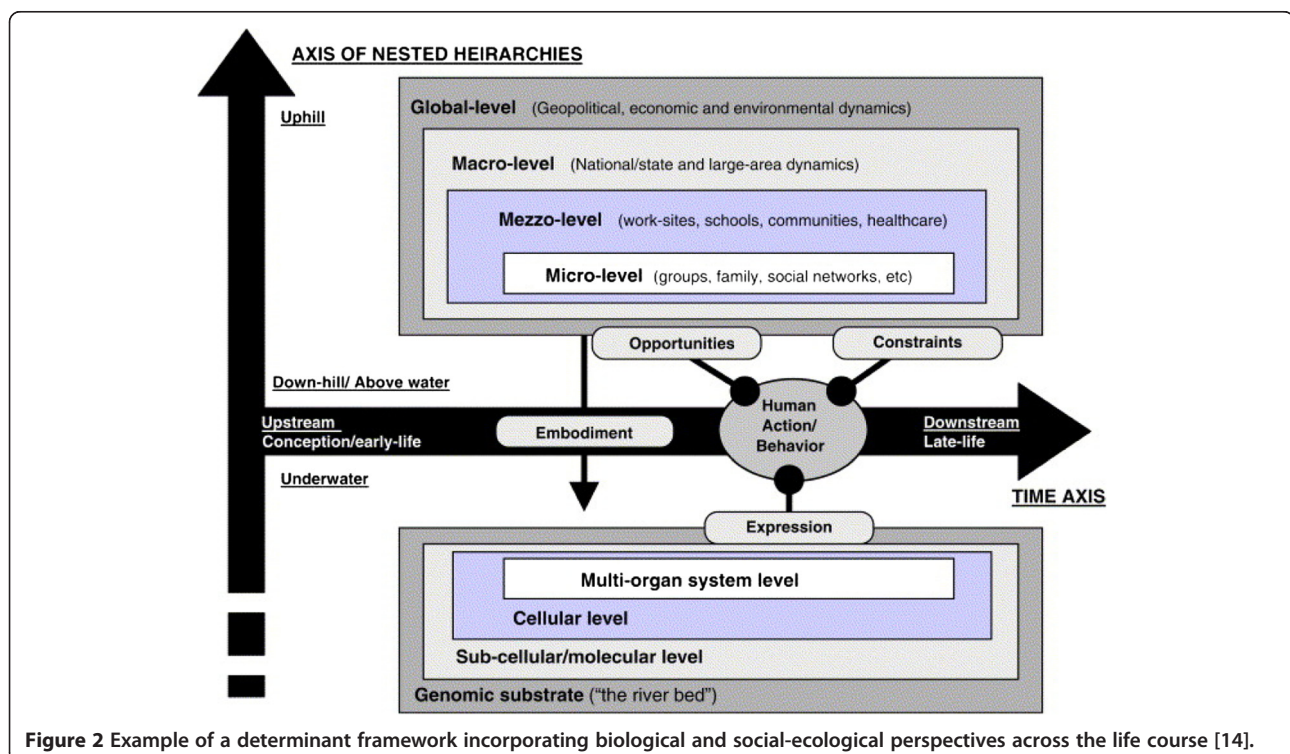 AXIS OF NESTED HEIRARCHIES
Uphill
Global-level (Geopolitical, economic and environmental dynamics)
Macro-level (National/state and large-area dynamics)
Mezzo-level (work-sites, schools, communities, healthcare)
Micro-level (groups, family, social networks, etc)
Opportunities
Constraints
Down-hill/ Above water
Upstream
Conception/early-life
Embodiment
Human
Action/
Behavior
Downstream
Late-life
Underwater
TIME AXIS
Expression
Multi-organ system level
Cellular level
Sub-cellular/molecular level
Genomic substrate ("the river bed")
Figure 2 Example of a determinant framework incorporating biological and social-ecological perspectives across the life course [14].